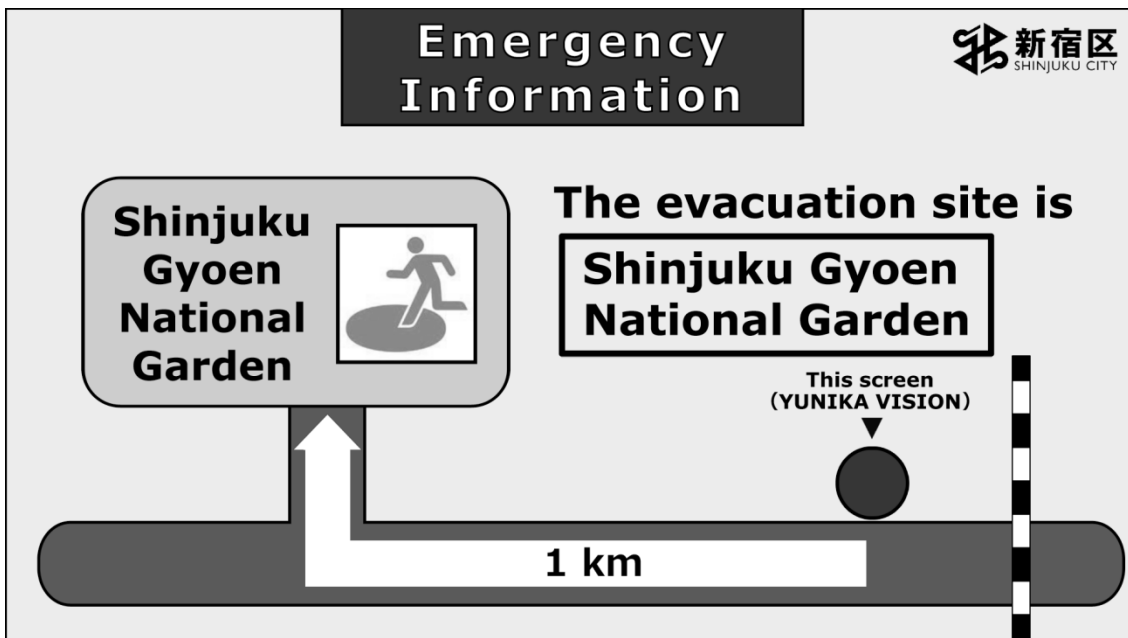 Emergency
Information
新宿区
SHINJUKU CITY
Shinjuku
Gyoen
National
Garden
The evacuation site is
Shinjuku Gyoen
National Garden
This screen
(YUNIKA VISION)
1 km